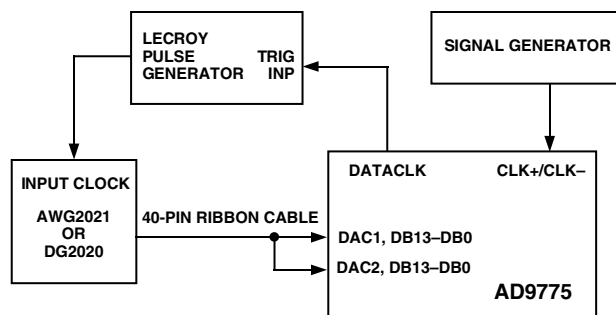 LECROY
PULSE
GENERATOR
TRIG
INP
SIGNAL GENERATOR
INPUT CLOCK
AWG2021
OR
DG2020
40-PIN RIBBON CABLE
DATACLK
CLK+/CLK–
DAC1, DB13–DB0
DAC2, DB13–DB0
AD9775